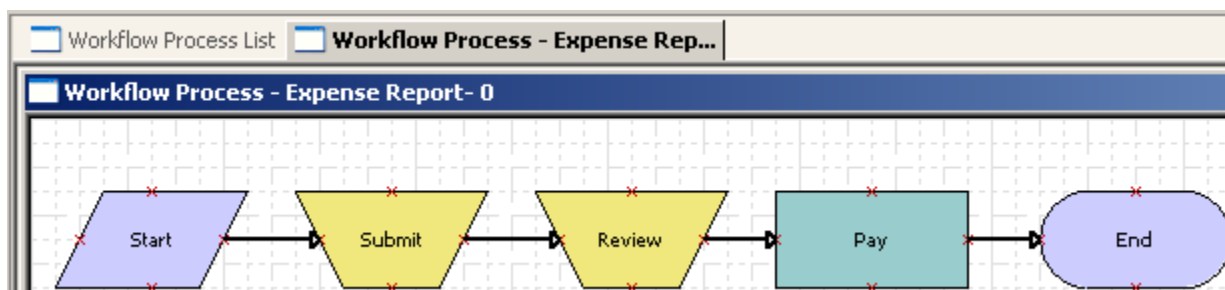 Workflow Process List Workflow Process - Expense Rep...
Workflow Process - Expense Report- 0
Start Submit Review Pay End